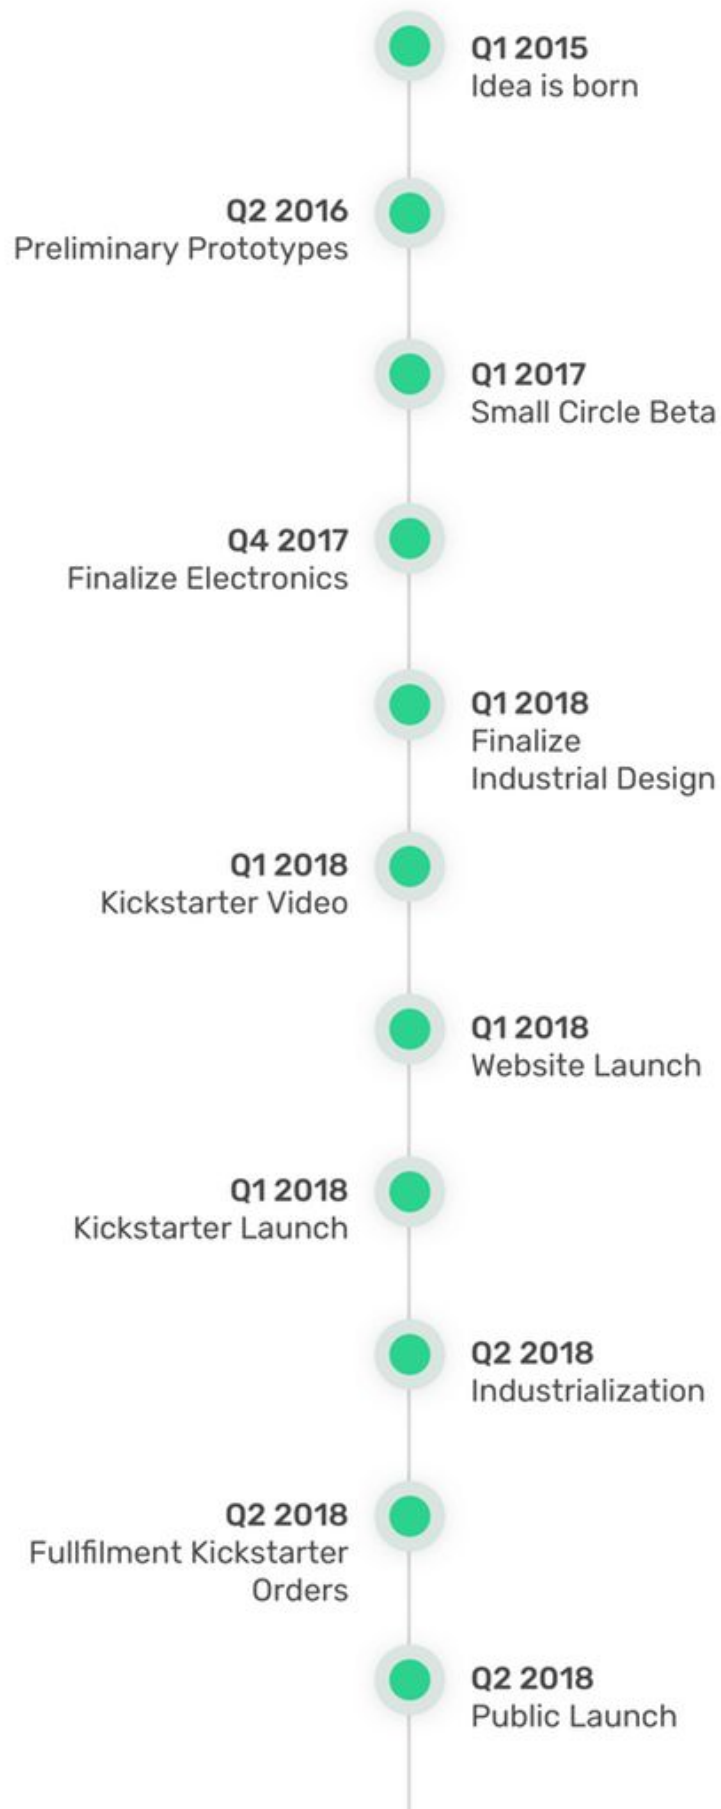 Q1 2015
Idea is born
Q2 2016
Preliminary Prototypes
Q1 2017
Small Circle Beta
Q4 2017
Finalize Electronics
Q1 2018
Finalize
Industrial Design
Q1 2018
Kickstarter Video
Q1 2018
Website Launch
Q1 2018
Kickstarter Launch
Q2 2018
Industrialization
Q2 2018
Fullfilment Kickstarter
Orders
Q2 2018
Public Launch